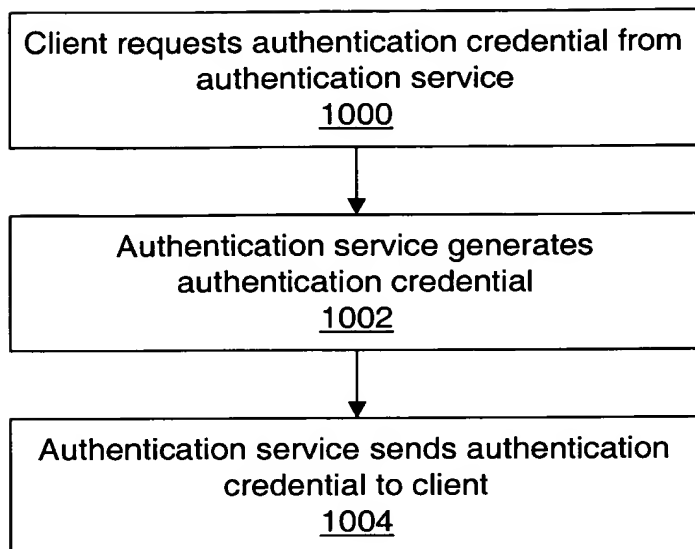 Client requests authentication credential from
authentication service
1000
Authentication service generates
authentication credential
1002
Authentication service sends authentication
credential to client
1004